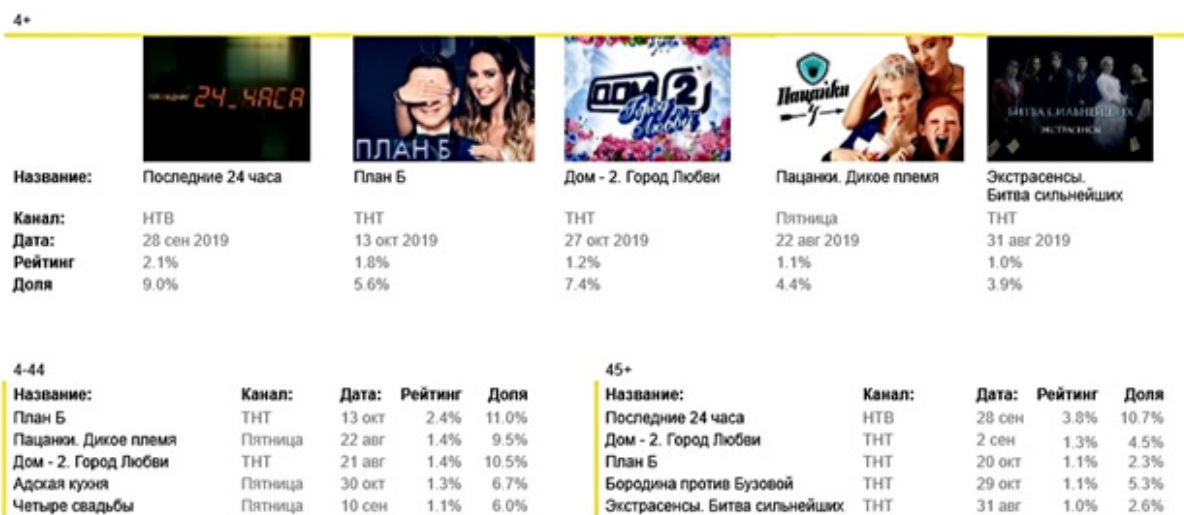 4+
ПОСЛЕДНИЕ 24_ЧАСА
ПЛАН Б
ДОМ 2
Город Любви
Пацанки 4
БИТВА СИЛЬНЕЙШИХ
ЭКСТРАСЕНСЫ
Название: Последние 24 часа План Б Дом - 2. Город Любви Пацанки. Дикое племя Экстрасенсы.
Битва сильнейших
Канал: НТВ ТНТ ТНТ Пятница ТНТ
Дата: 28 сен 2019 13 окт 2019 27 окт 2019 22 авг 2019 31 авг 2019
Рейтинг 2.1% 1.8% 1.2% 1.1% 1.0%
Доля 9.0% 5.6% 7.4% 4.4% 3.9%
4-44
Название: Канал: Дата: Рейтинг Доля
План Б ТНТ 13 окт 2.4% 11.0%
Пацанки. Дикое племя Пятница 22 авг 1.4% 9.5%
Дом - 2. Город Любви ТНТ 21 авг 1.4% 10.5%
Адская кухня Пятница 30 окт 1.3% 6.7%
Четыре свадьбы Пятница 10 сен 1.1% 6.0%
45+
Название: Канал: Дата: Рейтинг Доля
Последние 24 часа НТВ 28 сен 3.8% 10.7%
Дом - 2. Город Любви ТНТ 2 сен 1.3% 4.5%
План Б ТНТ 20 окт 1.1% 2.3%
Бородина против Бузовой ТНТ 29 окт 1.1% 5.3%
Экстрасенсы. Битва сильнейших ТНТ 31 авг 1.0% 2.6%